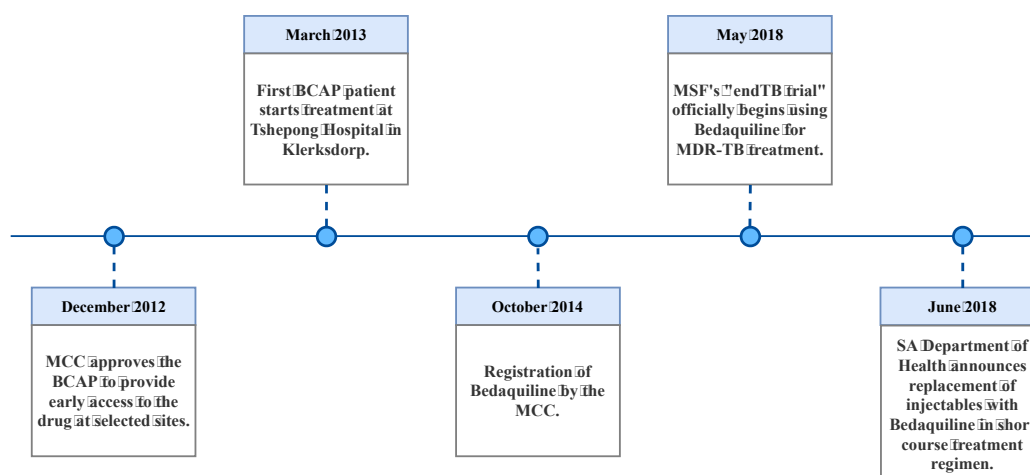 March 2013
First BCAP patient
starts treatment at
Tshepong Hospital in
Klerksdorp.
May 2018
MSF's "endTB trial"
officially begins using
Bedaquiline for
MDR-TB treatment.
December 2012
MCC approves the
BCAP to provide
early access to the
drug at selected sites.
October 2014
Registration of
Bedaquiline by the
MCC.
June 2018
SA Department of
Health announces
replacement of
injectables with
Bedaquiline in shor
course treatment
regimen.